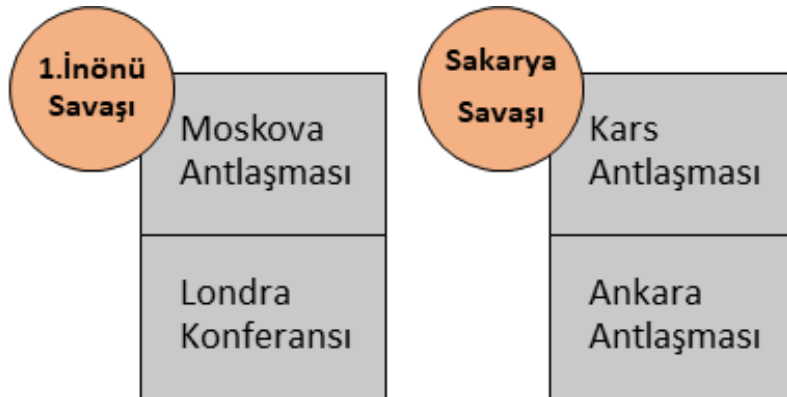 1.İnönü
Savaşı
Moskova
Antlaşması
Londra
Konferansı
Sakarya
Savaşı
Kars
Antlaşması
Ankara
Antlaşması